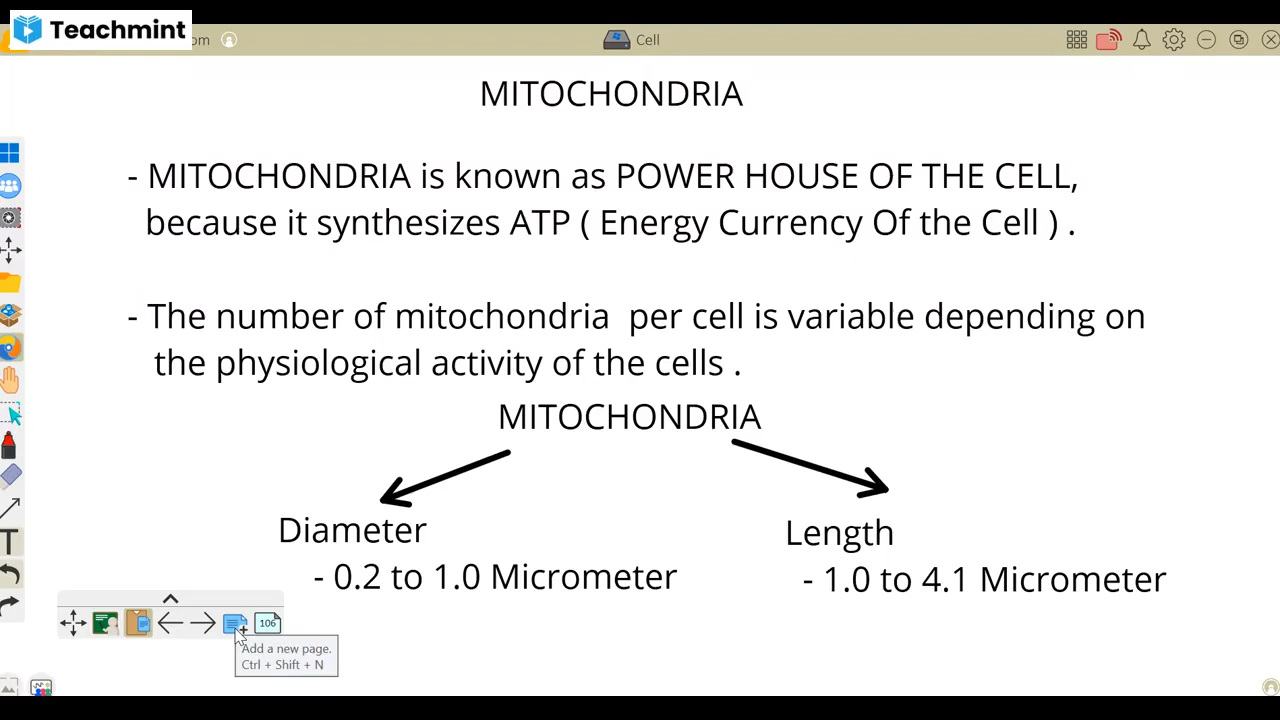 Teachmint
om
Cell
MITOCHONDRIA
- MITOCHONDRIA is known as POWER HOUSE OF THE CELL,
because it synthesizes ATP ( Energy Currency Of the Cell ) .
- The number of mitochondria  per cell is variable depending on
the physiological activity of the cells .
MITOCHONDRIA
Diameter
- 0.2 to 1.0 Micrometer
Length
- 1.0 to 4.1 Micrometer
106
Add a new page.
Ctrl + Shift + N